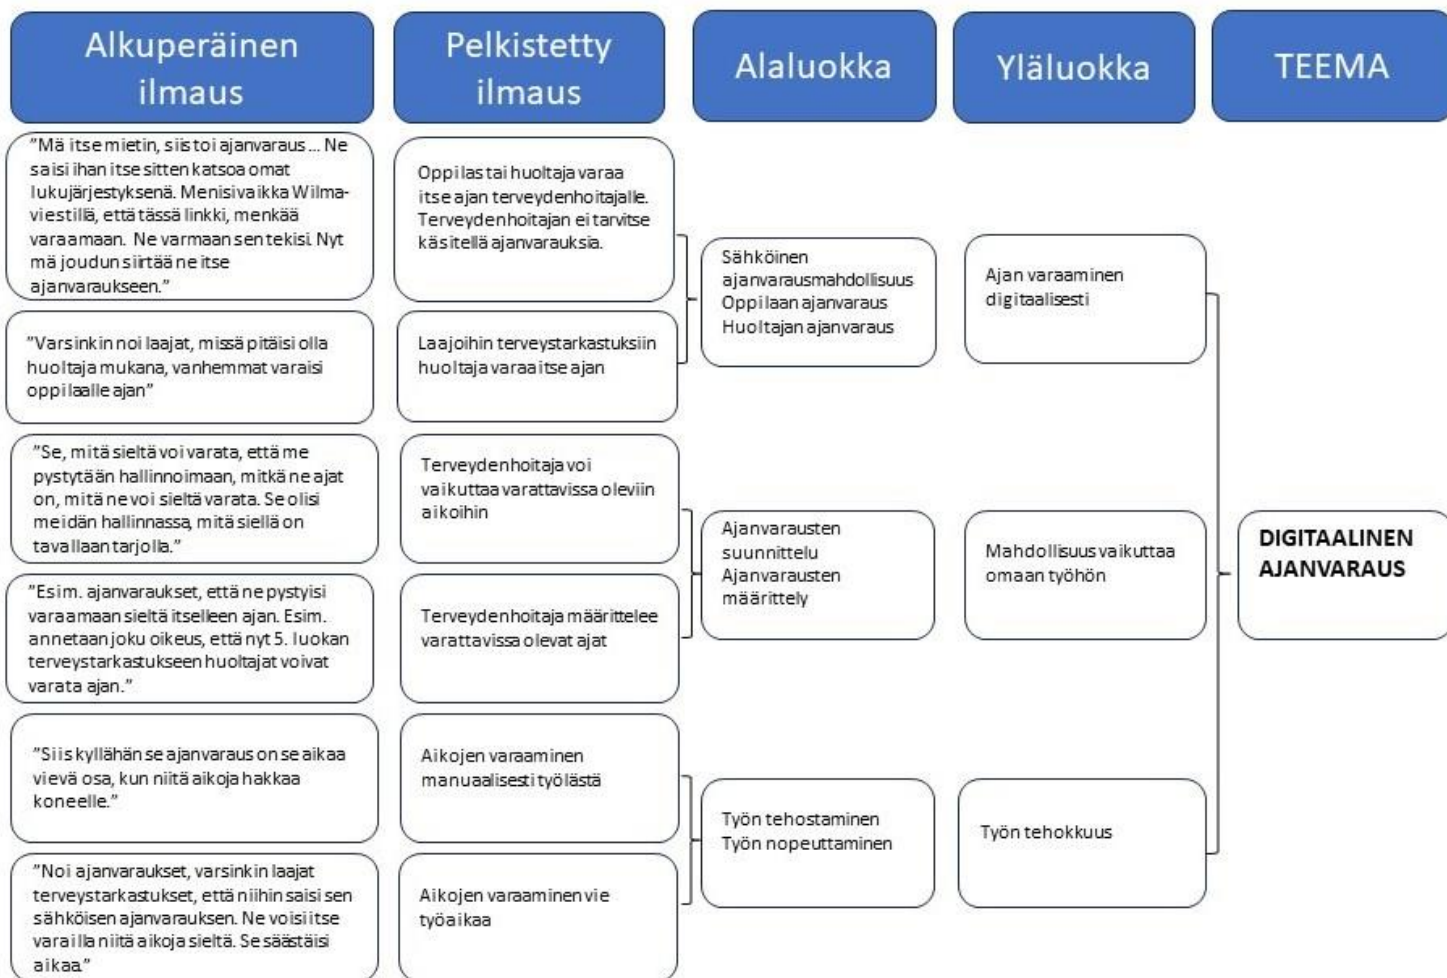 Alkuperäinen
ilmaus
Pelkistetty
ilmaus
Alaluokka
Yläluokka
TEEMA
”Mä itse mietin, siis toi ajanvaraus … Ne
saisi ihan itse sitten katsoa omat
lukujärjestyksenä. Menisi vaikka Wilma-
viestillä, että tässä linkki, menkää
varaamaan. Ne varmaan sen tekisi. Nyt
mä joudun siirtää ne itse
ajanvaraukseen.”
Oppilas tai huoltaja varaa
itse ajan terveydenhoitajalle.
Terveydenhoitajan ei tarvitse
käsitellä ajanvarauksia.
”Varsinkin noi laajat, missä pitäisi olla
huoltaja mukana, vanhemmat varaisi
oppilaalle ajan”
Laajoihin terveystarkastuksiin
huoltaja varaa itse ajan
Sähköinen
ajanvarausmahdollisuus
Oppilaan ajanvaraus
Huoltajan ajanvaraus
Ajan varaaminen
digitaalisesti
”Se, mitä sieltä voi varata, että me
pystytään hallinnoimaan, mitkä ne ajat
on, mitä ne voi sieltä varata. Se olisi
meidän hallinnassa, mitä siellä on
tavallaan tarjolla.”
Terveydenhoitaja voi
vaikuttaa varattavissa oleviin
aikoihin
”Esim. ajanvaraukset, että ne pystyisi
varaamaan sieltä itselleen ajan. Esim.
annetaan joku oikeus, että nyt 5. luokan
terveystarkastukseen huoltajat voivat
varata ajan.”
Terveydenhoitaja määrittelee
varattavissa olevat ajat
Ajanvarausten
suunnittelu
Ajanvarausten
määrittely
Mahdollisuus vaikuttaa
omaan työhön
DIGITAALINEN
AJANVARAUS
”Siis kyllähän se ajanvaraus on se aikaa
vievä osa, kun niitä aikoja hakkaa
koneelle.”
Aikojen varaaminen
manuaalisesti työlästä
”Noi ajanvaraukset, varsinkin laajat
terveystarkastukset, että niihin saisi sen
sähköisen ajanvarauksen. Ne voisi itse
varailla niitä aikoja sieltä. Se säästäisi
aikaa.”
Aikojen varaaminen vie
työaikaa
Työn tehostaminen
Työn nopeuttaminen
Työn tehokkuus